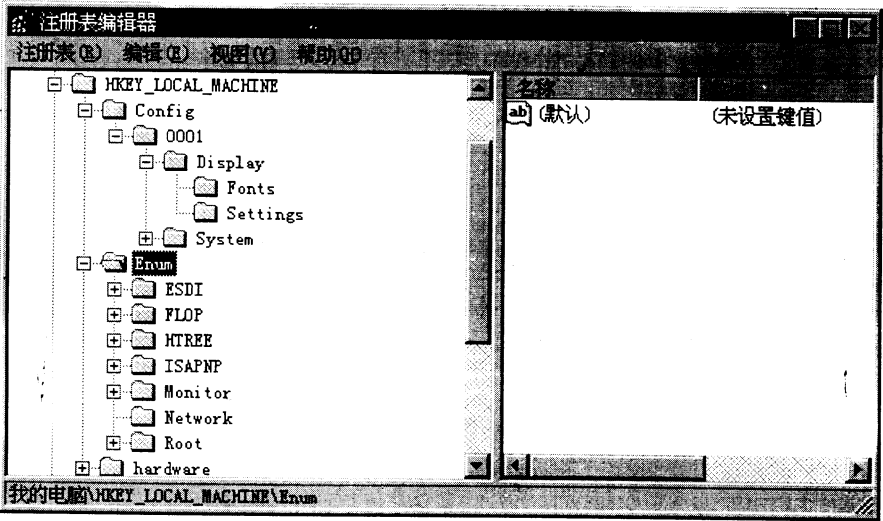 注册表编辑器
注册表(R) 编辑(E) 视图(V) 帮助(H)
HKEY_LOCAL_MACHINE
Config
0001
Display
Fonts
Settings
System
Enum
ESDI
FLOP
HTREE
ISAPNP
Monitor
Network
Root
hardware
名称
ab (默认) (未设置键值)
我的电脑\HKEY_LOCAL_MACHINE\Enum